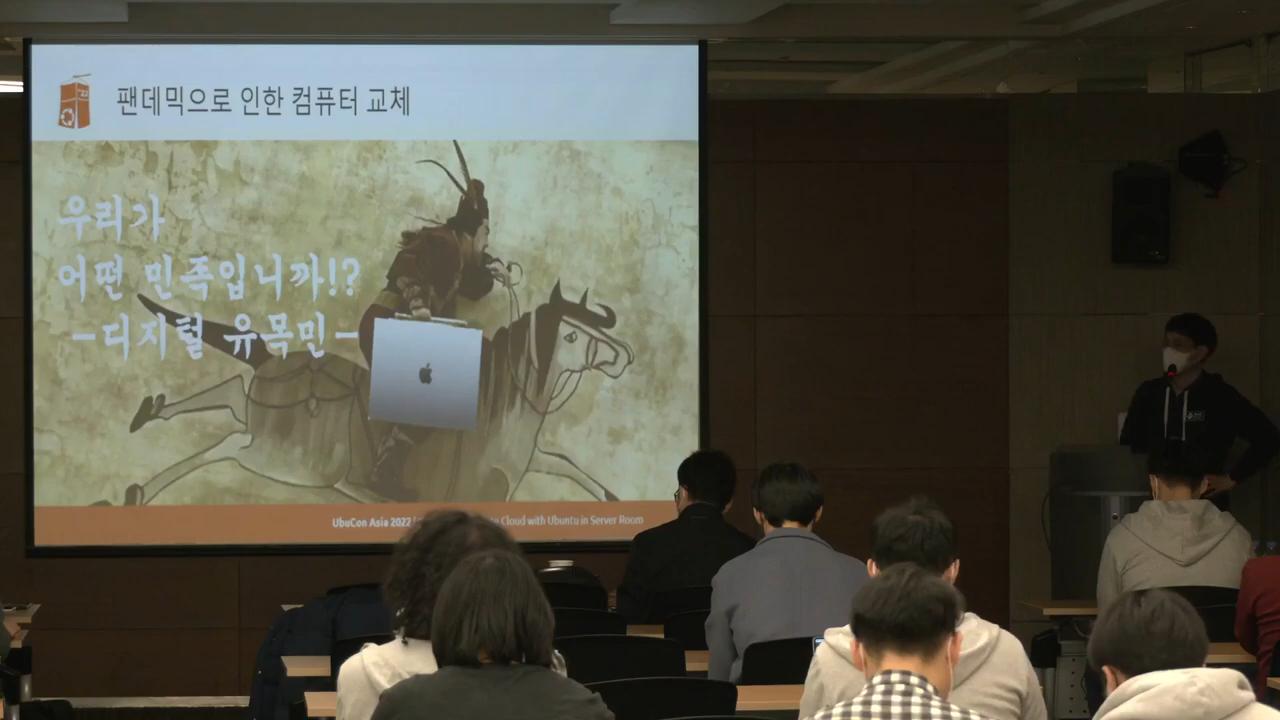 팬데믹으로 인한 컴퓨터 교체
우리가
어떤 민족입니까!?
-디지털 유목민-
UbuCon Asia 2022 Cloud with Ubuntu in Server Room